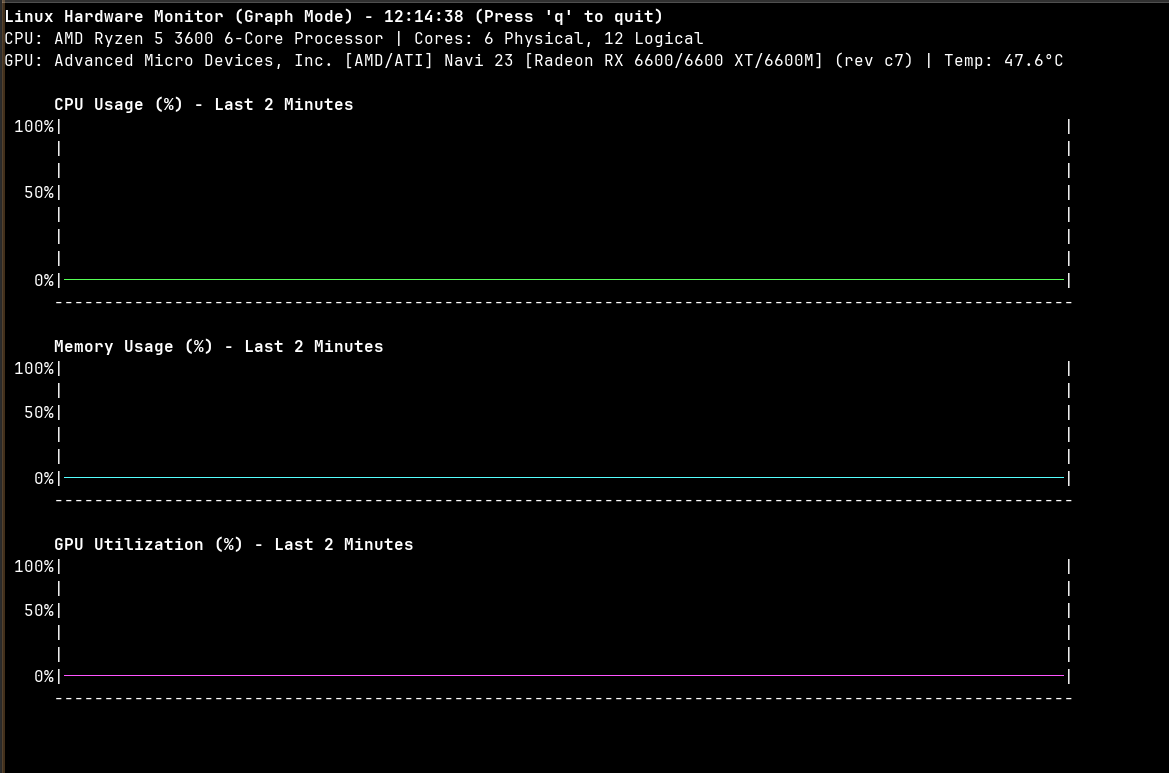 Linux Hardware Monitor (Graph Mode) - 12:14:38 (Press 'q' to quit)
CPU: AMD Ryzen 5 3600 6-Core Processor | Cores: 6 Physical, 12 Logical
GPU: Advanced Micro Devices, Inc. [AMD/ATI] Navi 23 [Radeon RX 6600/6600 XT/6600M] (rev c7) | Temp: 47.6°C
CPU Usage (%) - Last 2 Minutes
100%
50%
0%
Memory Usage (%) - Last 2 Minutes
100%
50%
0%
GPU Utilization (%) - Last 2 Minutes
100%
50%
0%